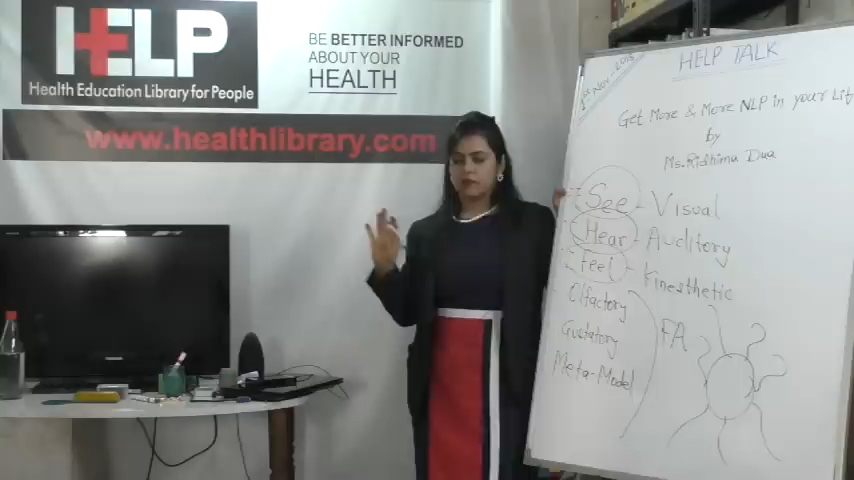 HELP
Health Education Library for People
BE BETTER INFORMED
ABOUT YOUR
HEALTH
www.healthlibrary.com
HELP TALK
Get More & More NLP in your Lif
by
Ms. Ridhima Dua
See - Visual
Hear - Auditory
Feel - Kinesthetic
Olfactory
Gustatory
Meta-Model
FA